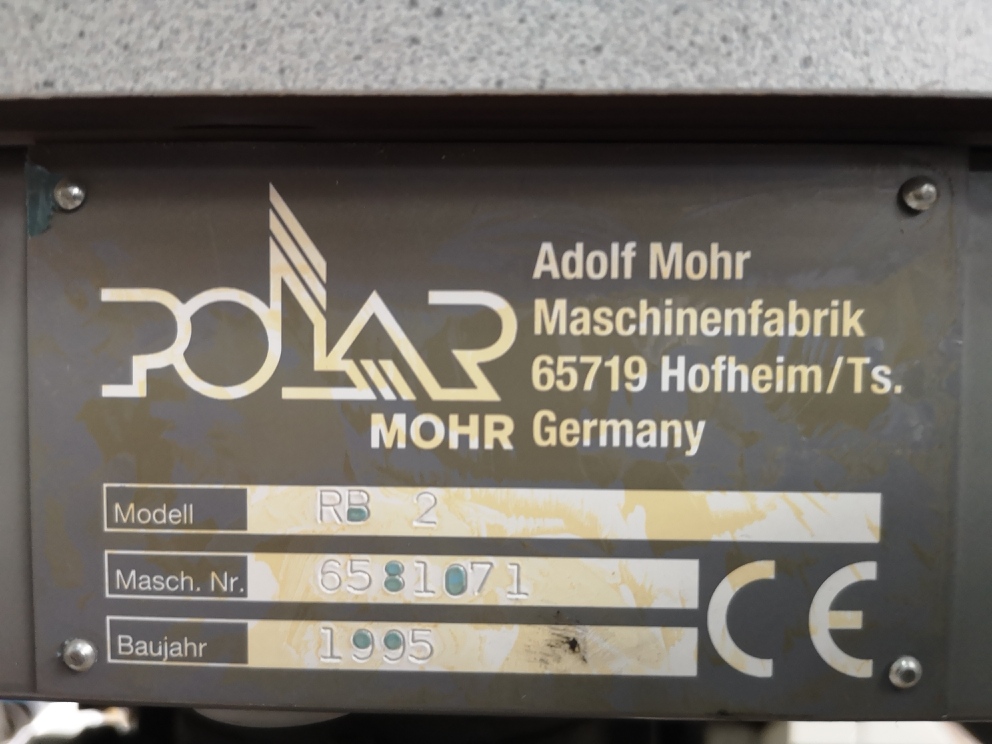 POLAR
MOHR
Adolf Mohr
Maschinenfabrik
65719 Hofheim/Ts.
Germany
Modell RB 2
Masch. Nr. 6581071
Baujahr 1995
CE